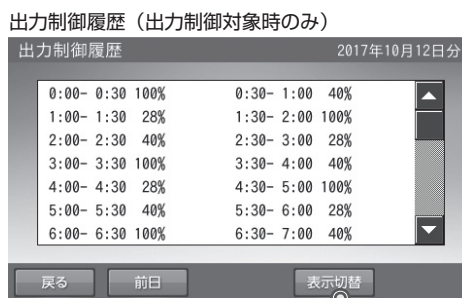 出力制御履歴（出力制御対象時のみ）
出力制御履歴 2017年10月12日分
0:00- 0:30 100% 0:30- 1:00 40%
1:00- 1:30 28% 1:30- 2:00 100%
2:00- 2:30 40% 2:30- 3:00 28%
3:00- 3:30 100% 3:30- 4:00 40%
4:00- 4:30 28% 4:30- 5:00 100%
5:00- 5:30 40% 5:30- 6:00 28%
6:00- 6:30 100% 6:30- 7:00 40%
戻る 前日 表示切替